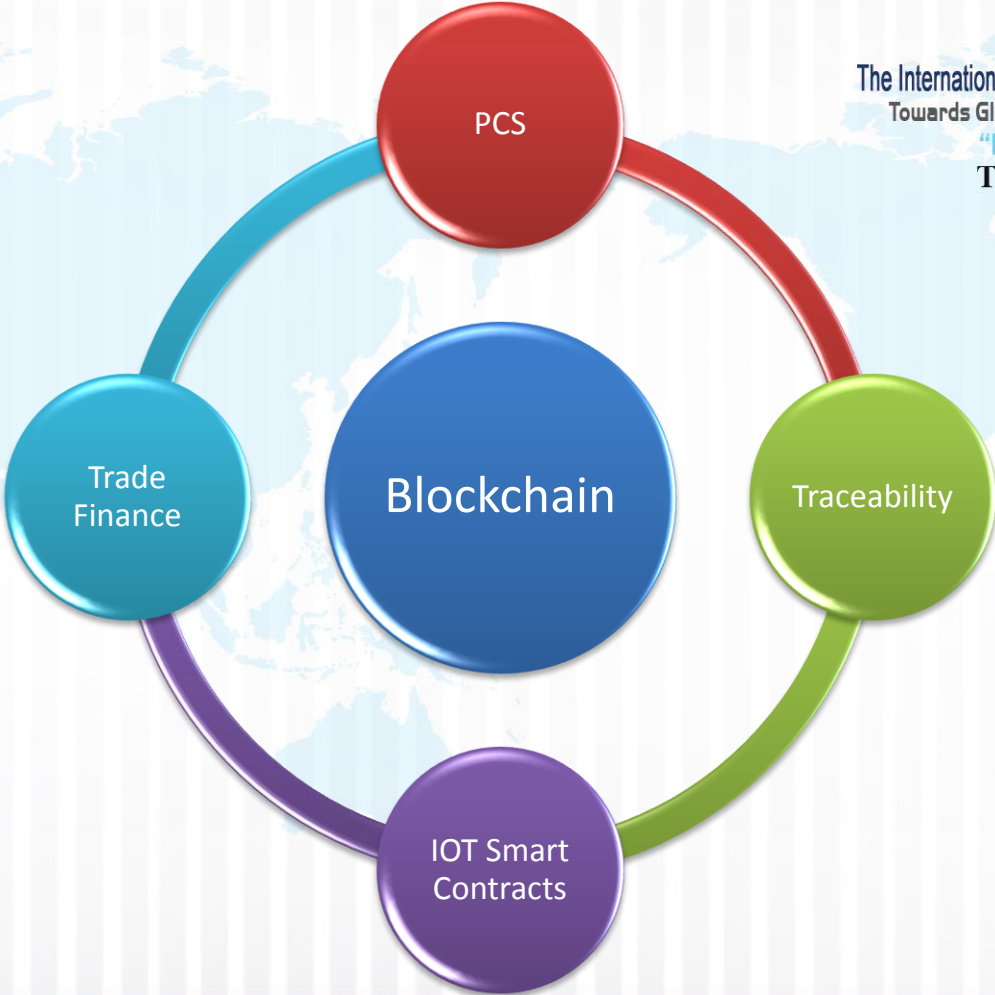 PCS
The Internation
Towards Gl
T
Trade
Finance
Blockchain
Traceability
IOT Smart
Contracts